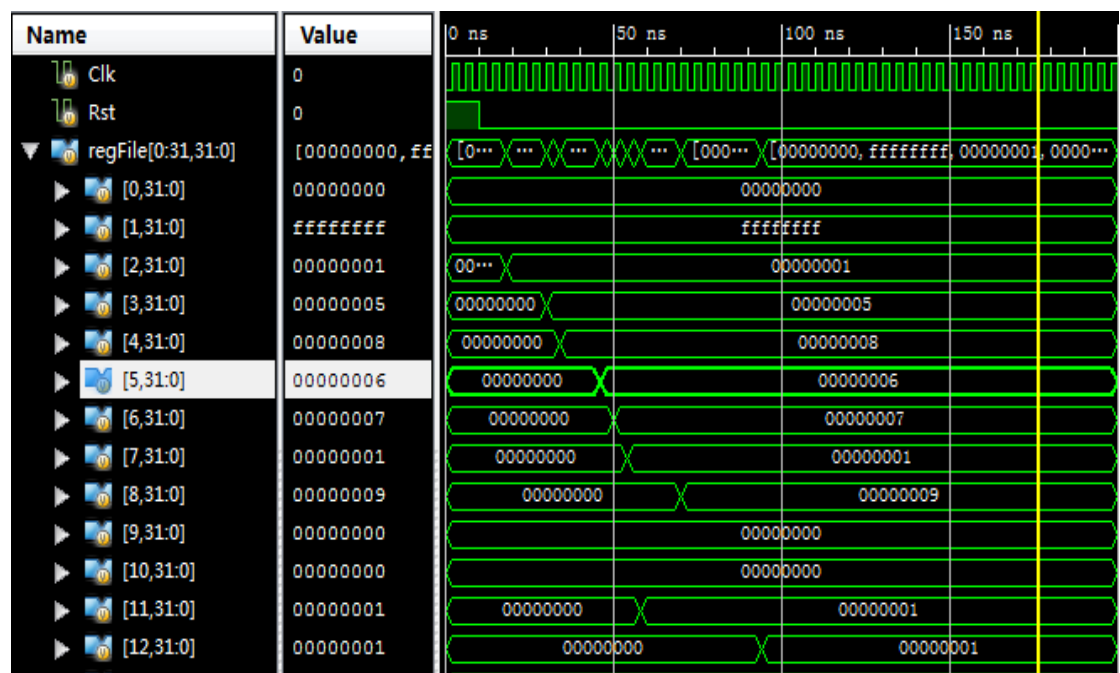 Name Value 0 ns 50 ns 100 ns 150 ns
Clk 0
Rst 0
regFile[0:31,31:0] [00000000,ff [0··· ··· ··· ··· [000··· [00000000,ffffffff,00000001,0000···
[0,31:0] 00000000 00000000
[1,31:0] ffffffff ffffffff
[2,31:0] 00000001 00··· 00000001
[3,31:0] 00000005 00000000 00000005
[4,31:0] 00000008 00000000 00000008
[5,31:0] 00000006 00000000 00000006
[6,31:0] 00000007 00000000 00000007
[7,31:0] 00000001 00000000 00000001
[8,31:0] 00000009 00000000 00000009
[9,31:0] 00000000 00000000
[10,31:0] 00000000 00000000
[11,31:0] 00000001 00000000 00000001
[12,31:0] 00000001 00000000 00000001